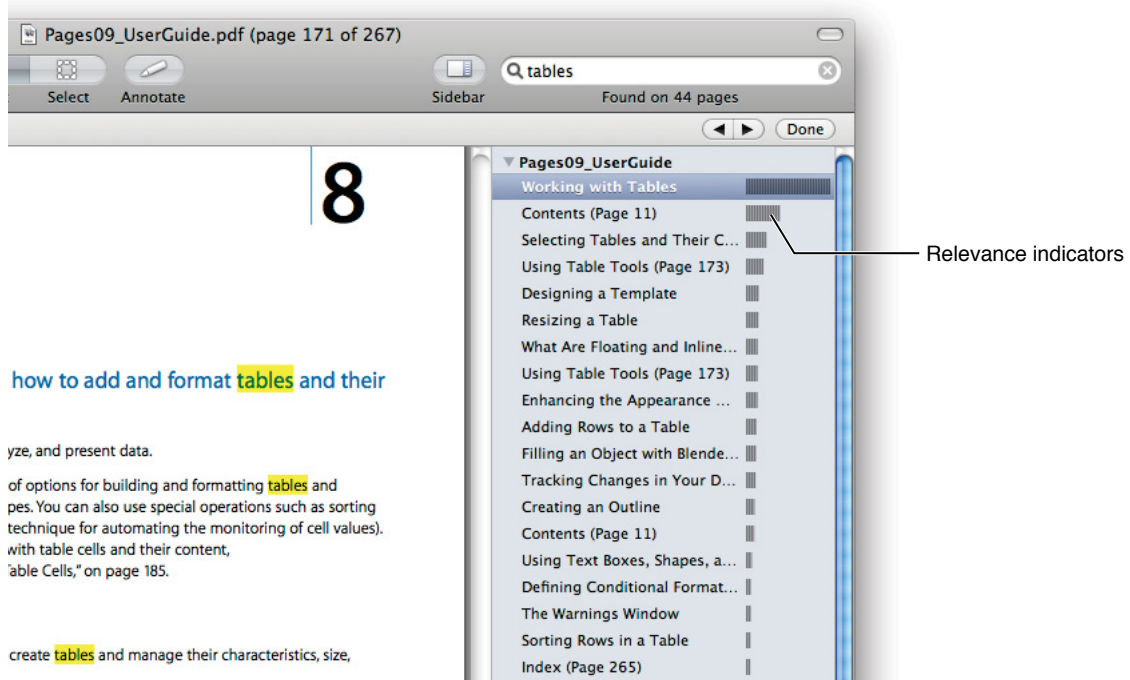 Pages09_UserGuide.pdf (page 171 of 267)
tables
Select Annotate Sidebar Found on 44 pages
Done
8
how to add and format tables and their
yze, and present data.
of options for building and formatting tables and
pes. You can also use special operations such as sorting
technique for automating the monitoring of cell values).
with table cells and their content,
Table Cells,” on page 185.
create tables and manage their characteristics, size,
Pages09_UserGuide
Working with Tables
Contents (Page 11)
Selecting Tables and Their C...
Using Table Tools (Page 173)
Designing a Template
Resizing a Table
What Are Floating and Inline...
Using Table Tools (Page 173)
Enhancing the Appearance ...
Adding Rows to a Table
Filling an Object with Blende...
Tracking Changes in Your D...
Creating an Outline
Contents (Page 11)
Using Text Boxes, Shapes, a...
Defining Conditional Format...
The Warnings Window
Sorting Rows in a Table
Index (Page 265)
Relevance indicators